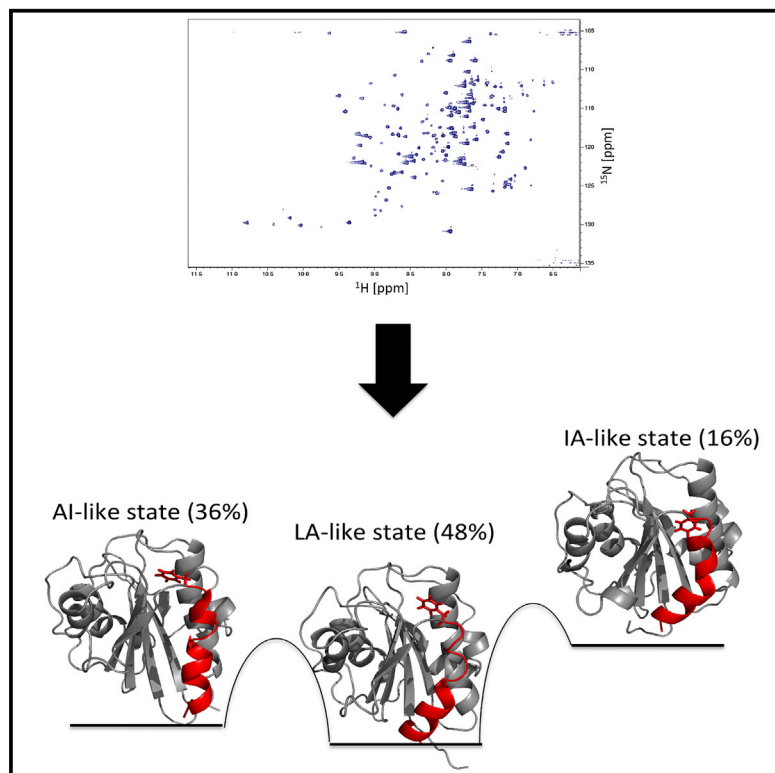 105
110
115
120
125
130
135
¹⁵N [ppm]
11.5 11.0 10.5 10.0 9.5 9.0 8.5 8.0 7.5 7.0 6.5
¹H [ppm]
IA-like state (16%)
AI-like state (36%)
LA-like state (48%)